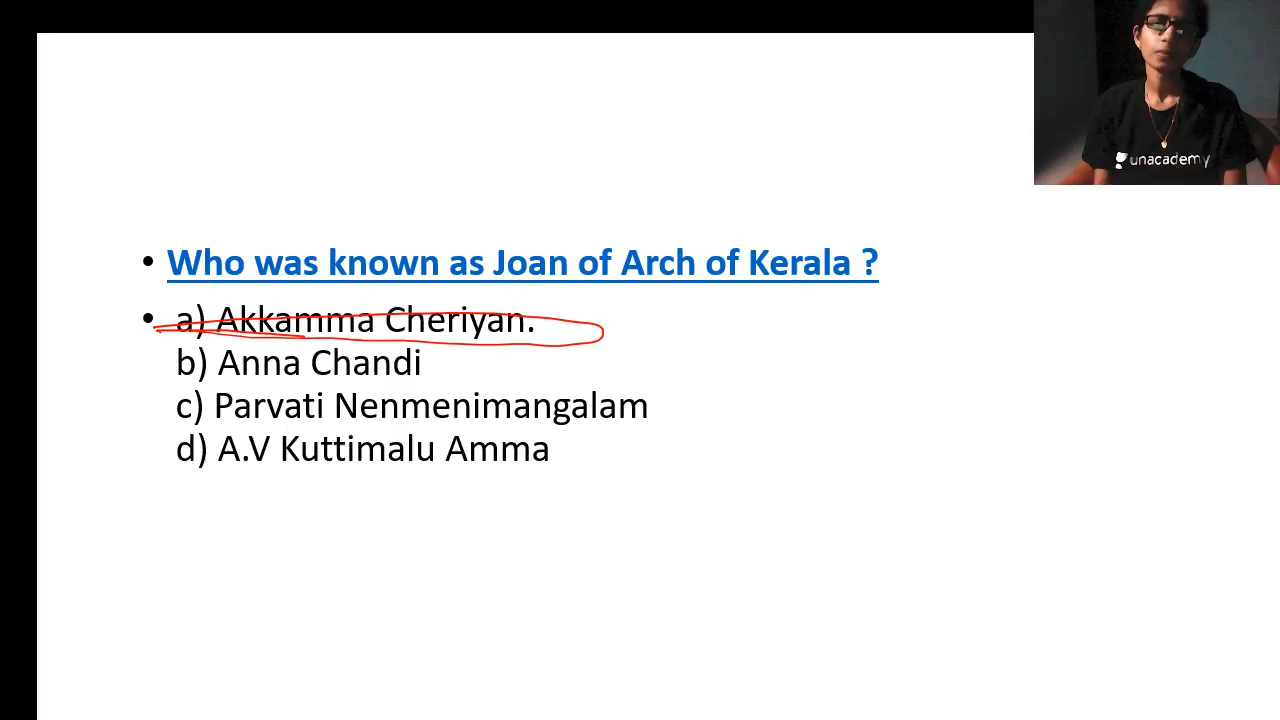 unacademy
• Who was known as Joan of Arch of Kerala ?
• a) Akkamma Cheriyan.
b) Anna Chandi
c) Parvati Nenmenimangalam
d) A.V Kuttimalu Amma